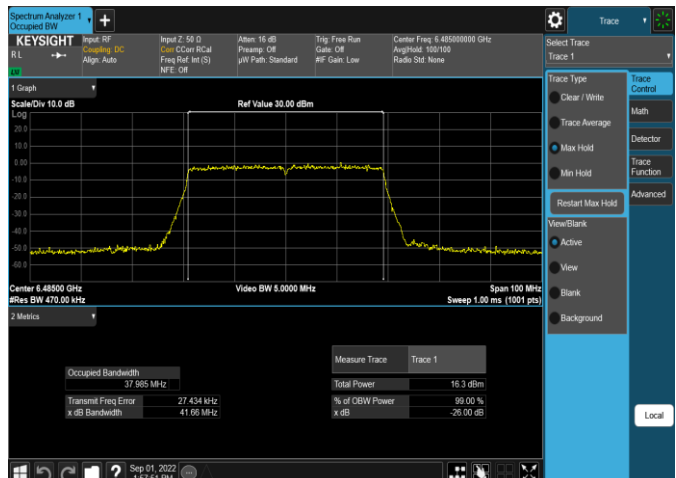 Spectrum Analyzer 1
Occupied BW
Trace
KEYSIGHT
R L
LW
Input: RF
Coupling: DC
Align: Auto
Input Z: 50 Ω
Corr CCorr RCal
Freq Ref: Int (S)
NFE: Off
Atten: 16 dB
Preamp: Off
µW Path: Standard
Trig: Free Run
Gate: Off
#IF Gain: Low
Center Freq: 6.485000000 GHz
Avg|Hold: 100/100
Radio Std: None
Select Trace
Trace 1
1 Graph
Scale/Div 10.0 dB
Ref Value 30.00 dBm
Log
20.0
10.0
0.00
-10.0
-20.0
-30.0
-40.0
-50.0
-60.0
Center 6.48500 GHz
#Res BW 470.00 kHz
Video BW 5.0000 MHz
Span 100 MHz
Sweep 1.00 ms (1001 pts)
2 Metrics
Measure Trace
Trace 1
Occupied Bandwidth
37.985 MHz
Total Power
16.3 dBm
Transmit Freq Error
27.434 kHz
% of OBW Power
99.00 %
x dB Bandwidth
41.66 MHz
x dB
-26.00 dB
Trace Type
Clear / Write
Trace Average
Max Hold
Min Hold
Restart Max Hold
View/Blank
Active
View
Blank
Background
Trace
Control
Math
Detector
Trace
Function
Advanced
Local
?
Sep 01, 2022
1:57:51 PM